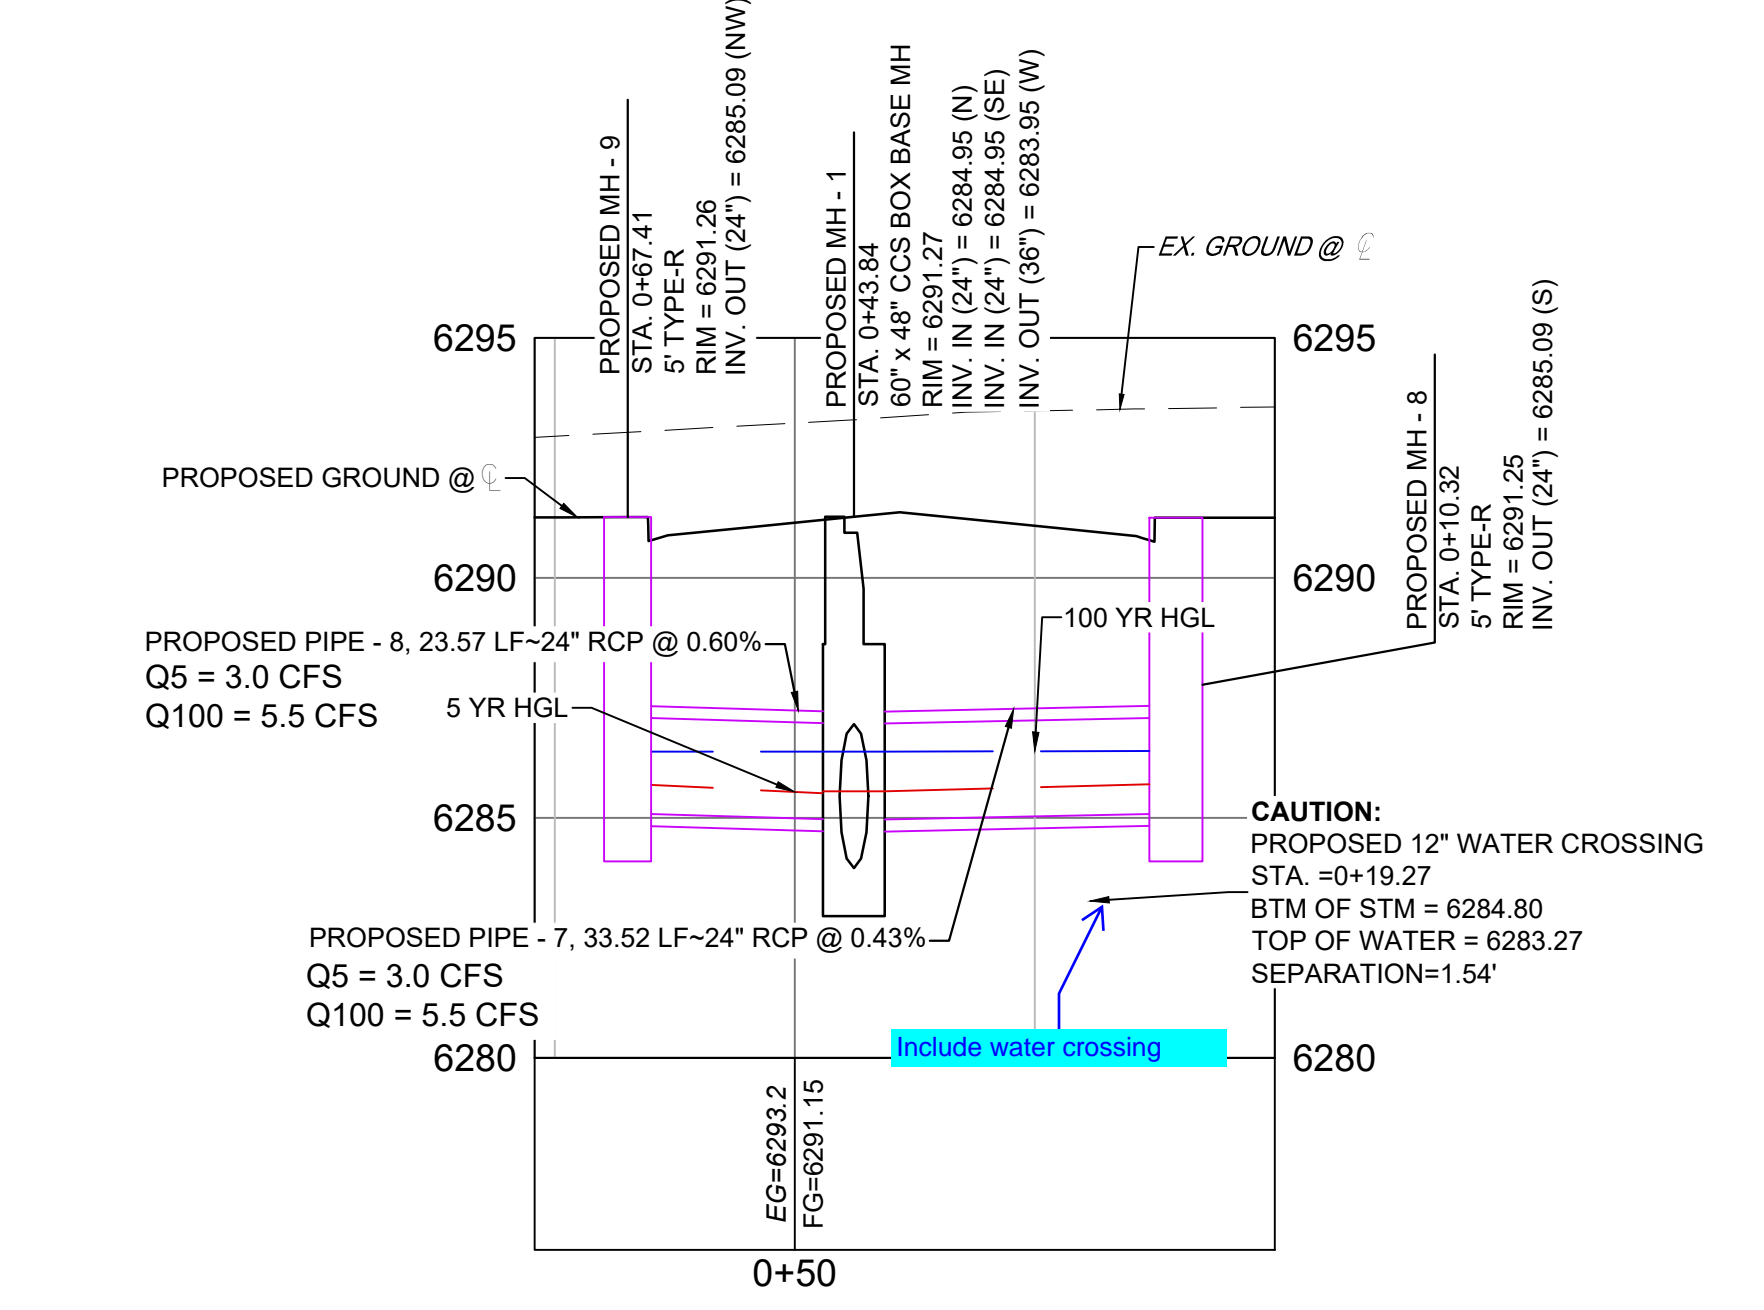 PROPOSED MH - 9
STA. 0+67.41
5' TYPE-R
RIM = 6291.26
INV. OUT (24") = 6285.09 (NW)
PROPOSED MH - 1
STA. 0+43.84
60" x 48" CCS BOX BASE MH
RIM = 6291.27
INV. IN (24") = 6284.95 (N)
INV. IN (24") = 6284.95 (SE)
INV. OUT (36") = 6283.95 (W)
EX. GROUND @ ℄
6295
6295
PROPOSED MH - 8
STA. 0+10.32
5' TYPE-R
RIM = 6291.25
INV. OUT (24") = 6285.09 (S)
PROPOSED GROUND @ ℄
6290
6290
100 YR HGL
PROPOSED PIPE - 8, 23.57 LF~24" RCP @ 0.60%
Q5 = 3.0 CFS
Q100 = 5.5 CFS
5 YR HGL
6285
CAUTION:
PROPOSED 12" WATER CROSSING
STA. =0+19.27
BTM OF STM = 6284.80
TOP OF WATER = 6283.27
SEPARATION=1.54'
PROPOSED PIPE - 7, 33.52 LF~24" RCP @ 0.43%
Q5 = 3.0 CFS
Q100 = 5.5 CFS
Include water crossing
6280
6280
EG=6293.2
FG=6291.15
0+50